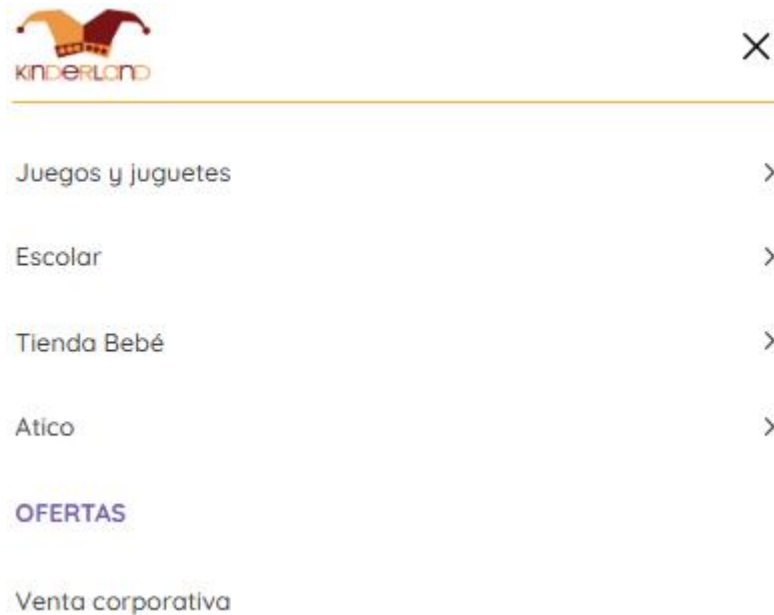 KINDERLAND
Juegos y juguetes
Escolar
Tienda Bebé
Atico
OFERTAS
Venta corporativa